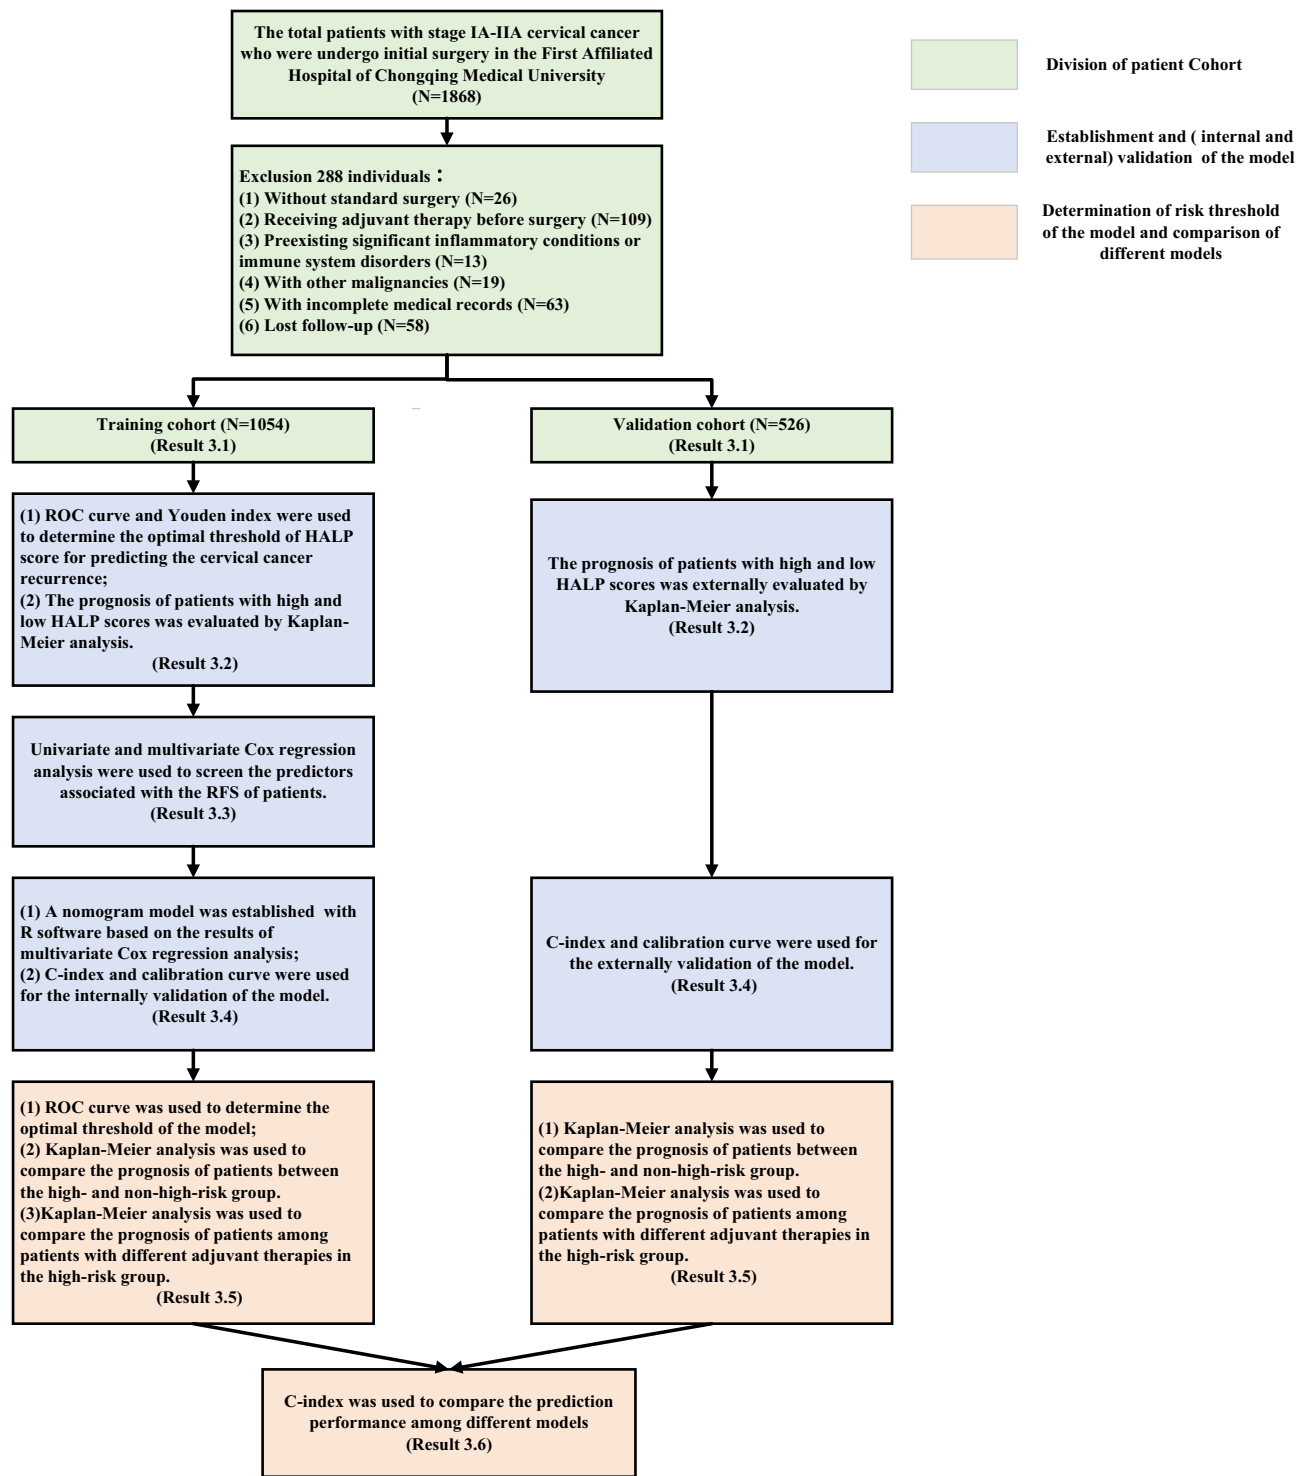 The total patients with stage IA-IIA cervical cancer
who were undergo initial surgery in the First Affiliated
Hospital of Chongqing Medical University
(N=1868)
Division of patient Cohort
Establishment and ( internal and
external) validation  of the model
Determination of risk threshold
of the model and comparison of
different models
Exclusion 288 individuals：
(1) Without standard surgery (N=26)
(2) Receiving adjuvant therapy before surgery (N=109)
(3) Preexisting significant inflammatory conditions or
immune system disorders (N=13)
(4) With other malignancies (N=19)
(5) With incomplete medical records (N=63)
(6) Lost follow-up (N=58)
Training cohort (N=1054)
(Result 3.1)
Validation cohort (N=526)
(Result 3.1)
(1) ROC curve and Youden index were used
to determine the optimal threshold of HALP
score for predicting the cervical cancer
recurrence;
(2) The prognosis of patients with high and
low HALP scores was evaluated by Kaplan-
Meier analysis.
(Result 3.2)
The prognosis of patients with high and low
HALP scores was externally evaluated by
Kaplan-Meier analysis.
(Result 3.2)
Univariate and multivariate Cox regression
analysis were used to screen the predictors
associated with the RFS of patients.
(Result 3.3)
(1) A nomogram model was established  with
R software based on the results of
multivariate Cox regression analysis;
(2) C-index and calibration curve were used
for the internally validation of the model.
(Result 3.4)
C-index and calibration curve were used for
the externally validation of the model.
(Result 3.4)
(1) ROC curve was used to determine the
optimal threshold of the model;
(2) Kaplan-Meier analysis was used to
compare the prognosis of patients between
the high- and non-high-risk group.
(3)Kaplan-Meier analysis was used to
compare the prognosis of patients among
patients with different adjuvant therapies in
the high-risk group.
(Result 3.5)
(1) Kaplan-Meier analysis was used to
compare the prognosis of patients between
the high- and non-high-risk group.
(2)Kaplan-Meier analysis was used to
compare the prognosis of patients among
patients with different adjuvant therapies in
the high-risk group.
(Result 3.5)
C-index was used to compare the prediction
performance among different models
(Result 3.6)